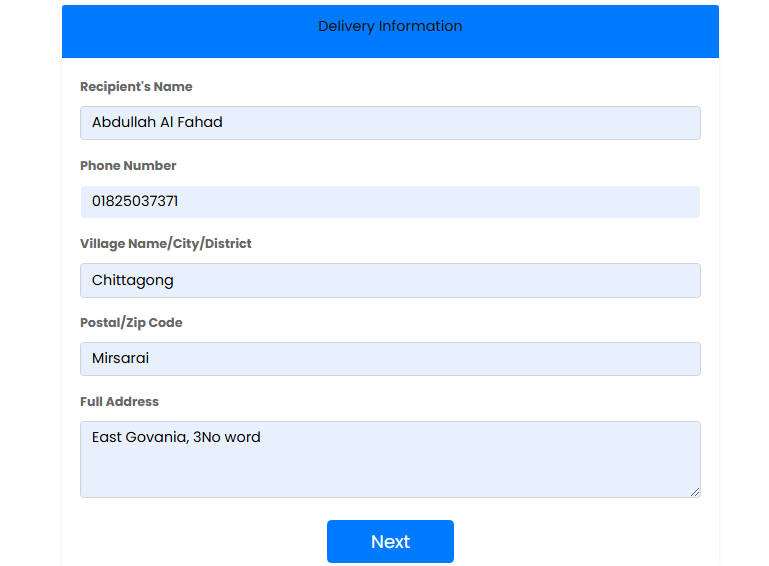 Delivery Information
Recipient's Name
Abdullah Al Fahad
Phone Number
01825037371
Village Name/City/District
Chittagong
Postal/Zip Code
Mirsarai
Full Address
East Govania, 3No word
Next